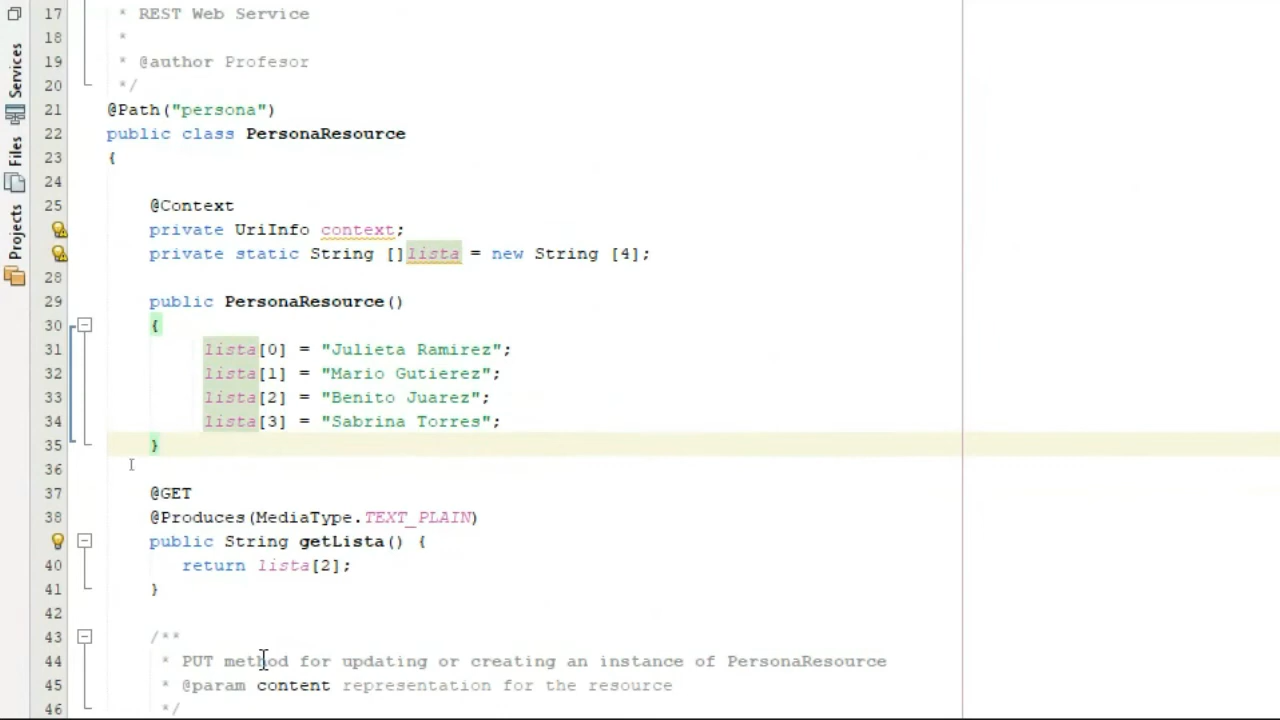 Services
Files
Projects
17 * REST Web Service
18 *
19 * @author Profesor
20 */
21 @Path("persona")
22 public class PersonaResource
23 {
24
25 @Context
private UriInfo context;
private static String []lista = new String [4];
28
29 public PersonaResource()
30 {
31 lista[0] = "Julieta Ramirez";
32 lista[1] = "Mario Gutierez";
33 lista[2] = "Benito Juarez";
34 lista[3] = "Sabrina Torres";
35 }
36
37 @GET
38 @Produces(MediaType.TEXT_PLAIN)
public String getLista() {
40 return lista[2];
41 }
42
43 /**
44 * PUT method for updating or creating an instance of PersonaResource
45 * @param content representation for the resource
46 */